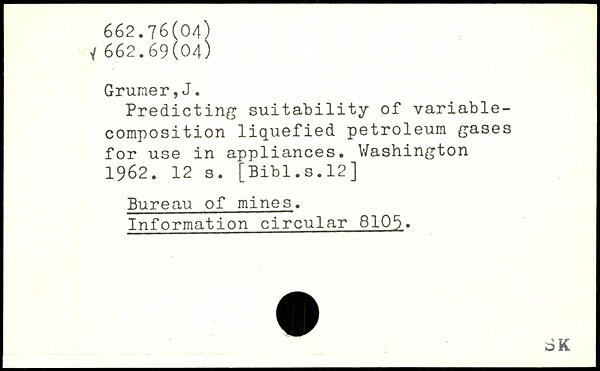 662.76(04)
√ 662.69(04)
Grumer,J.
Predicting suitability of variable-
composition liquefied petroleum gases
for use in appliances. Washington
1962. 12 s. [Bibl.s.12]
Bureau of mines.
Information circular 8105.
SK